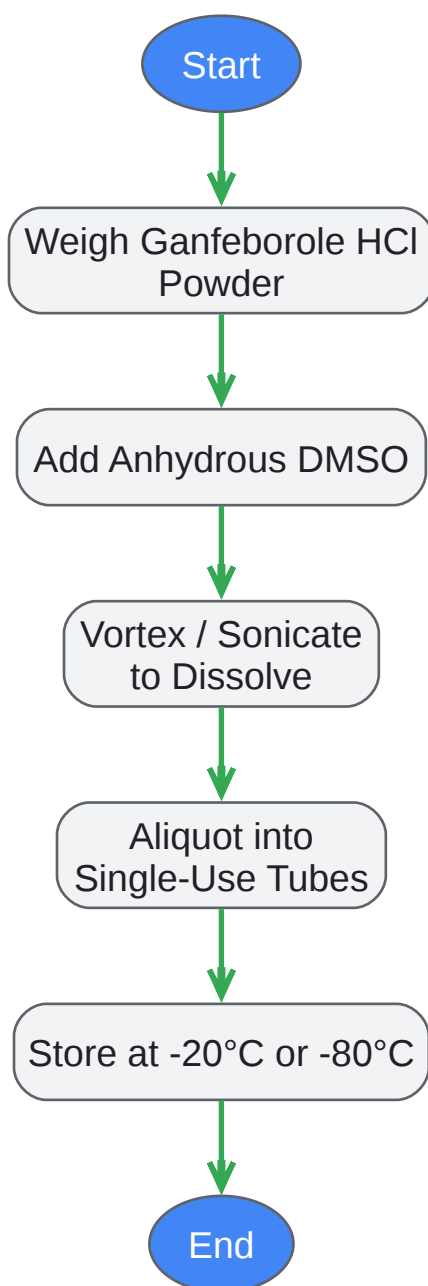 Start
Weigh Ganfeborole HCl
Powder
Add Anhydrous DMSO
Vortex / Sonicate
to Dissolve
Aliquot into
Single-Use Tubes
Store at -20°C or -80°C
End